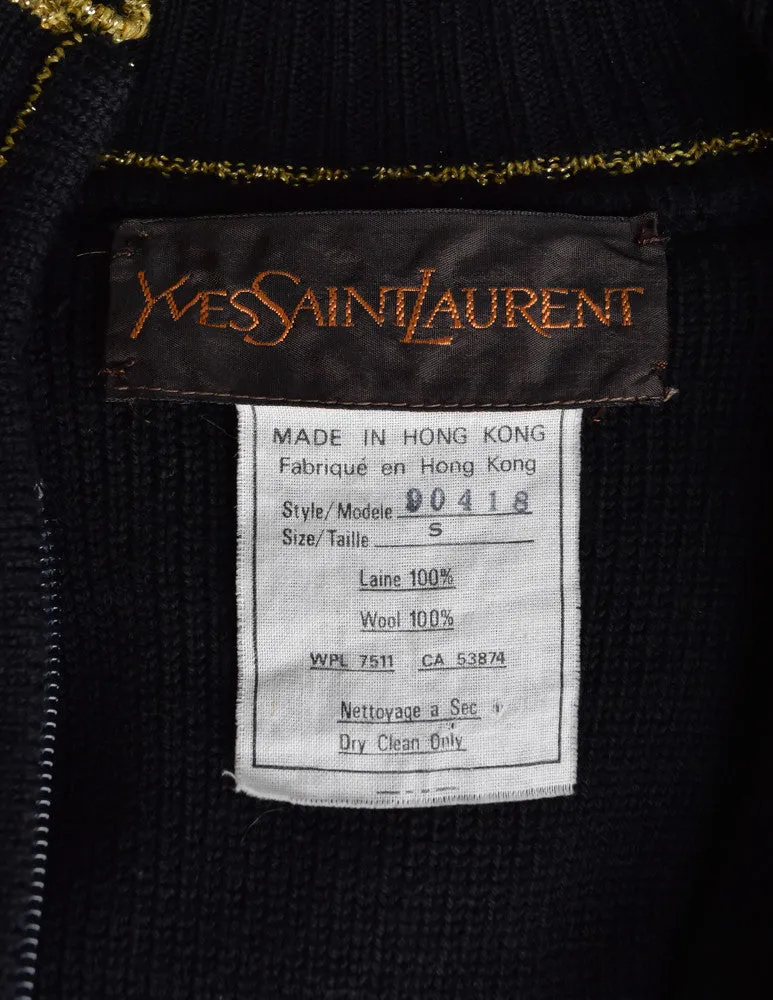 YVESSAINTLAURENT
MADE IN HONG KONG
Fabriqué en Hong Kong
Style/Modele 90418
Size/Taille S
Laine 100%
Wool 100%
WPL 7511 CA 53874
Nettoyage a Sec
Dry Clean Only